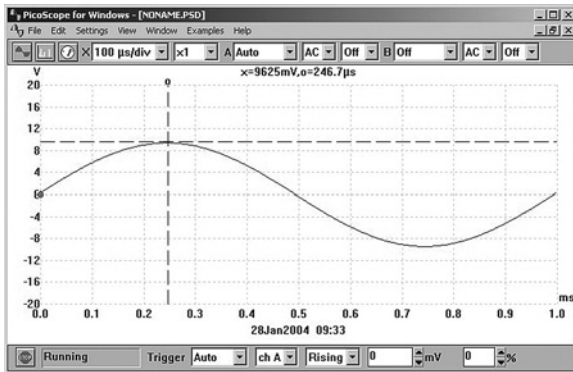 PicoScope for Windows - [NONAME.PSD]
File Edit Settings View Window Examples Help
X 100 µs/div x1 A Auto AC Off B Off AC Off
V
x=9625mV,o=246.7µs
o
20
16
12
8
4
0
-4
-8
-12
-16
-20
ms
0.0 0.1 0.2 0.3 0.4 0.5 0.6 0.7 0.8 0.9 1.0
28Jan2004 09:33
Running Trigger Auto ch A Rising 0 mV 0 %